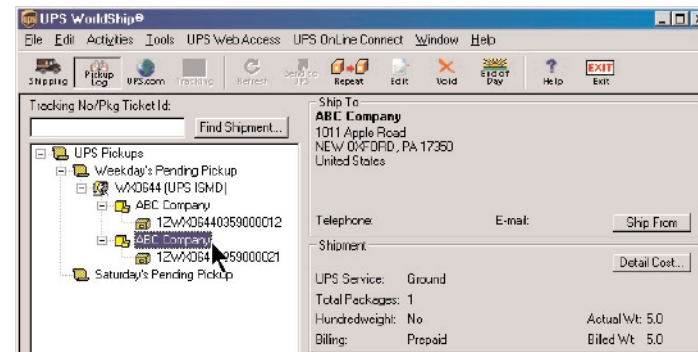 UPS WorldShip®
File Edit Activities Tools UPS Web Access UPS OnLine Connect Window Help
Shipping Pickup Log UPS.com Tracking Refresh Send to UPS Repeat Edit Void End of Day Help EXIT Exit
Tracking No/Pkg Ticket Id:
Find Shipment...
UPS Pickups
Weekday's Pending Pickup
WX0644 (UPS ISMD)
ABC Company
1ZWX06440359000012
ABC Company
Saturday's Pending Pickup
Ship To
ABC Company
1011 Apple Road
NEW OXFORD, PA 17350
United States
Telephone: E-mail: Ship From
Shipment
Detail Cost...
UPS Service: Ground
Total Packages: 1
Hundredweight: No Actual Wt: 5.0
Billing: Prepaid Billed Wt: 5.0